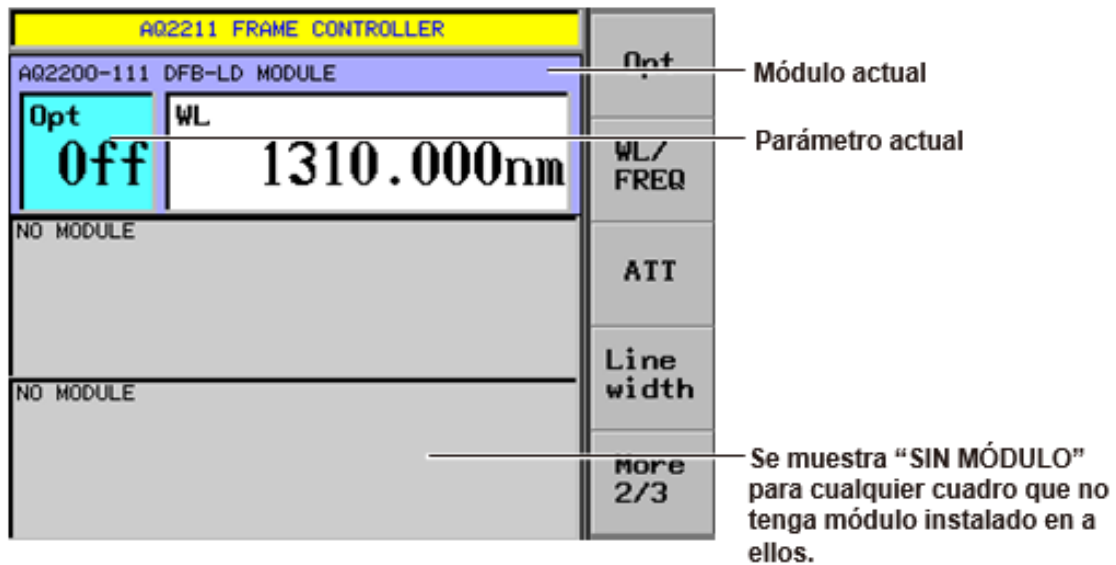 AQ2211 FRAME CONTROLLER
AQ2200-111 DFB-LD MODULE
Opt
Off
WL
1310.000nm
NO MODULE
NO MODULE
Opt
WL/
FREQ
ATT
Line
width
More
2/3
Módulo actual
Parámetro actual
Se muestra “SIN MÓDULO”
para cualquier cuadro que no
tenga módulo instalado en a
ellos.